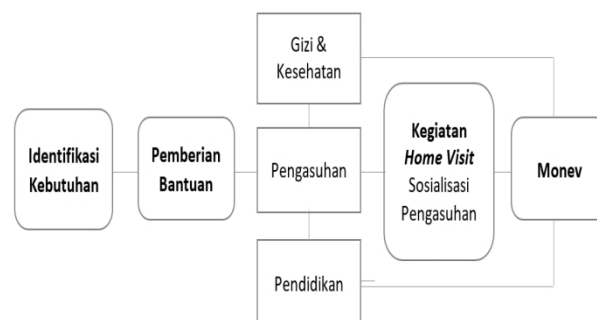 Identifikasi
Kebutuhan
Pemberian
Bantuan
Gizi &
Kesehatan
Pengasuhan
Pendidikan
Kegiatan
Home Visit
Sosialisasi
Pengasuhan
Monev